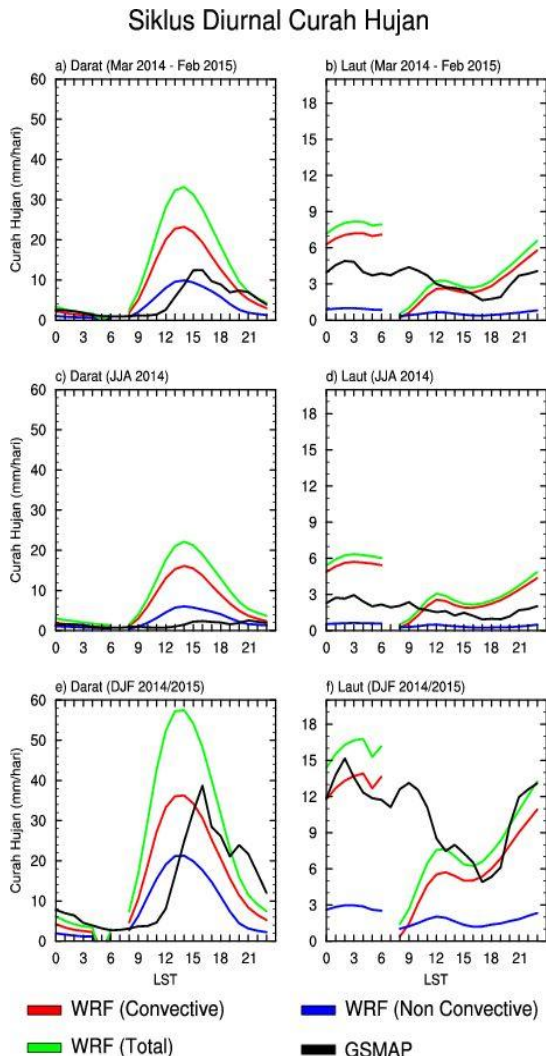 Siklus Diurnal Curah Hujan
a) Darat (Mar 2014 - Feb 2015)
Curah Hujan (mm/hari)
60
50
40
30
20
10
0
0 3 6 9 12 15 18 21
b) Laut (Mar 2014 - Feb 2015)
18
15
12
9
6
3
0
0 3 6 9 12 15 18 21
c) Darat (JJA 2014)
Curah Hujan (mm/hari)
60
50
40
30
20
10
0
0 3 6 9 12 15 18 21
d) Laut (JJA 2014)
18
15
12
9
6
3
0
0 3 6 9 12 15 18 21
e) Darat (DJF 2014/2015)
Curah Hujan (mm/hari)
60
50
40
30
20
10
0
0 3 6 9 12 15 18 21
LST
f) Laut (DJF 2014/2015)
18
15
12
9
6
3
0
0 3 6 9 12 15 18 21
LST
WRF (Convective)
WRF (Non Convective)
WRF (Total)
GSMAP